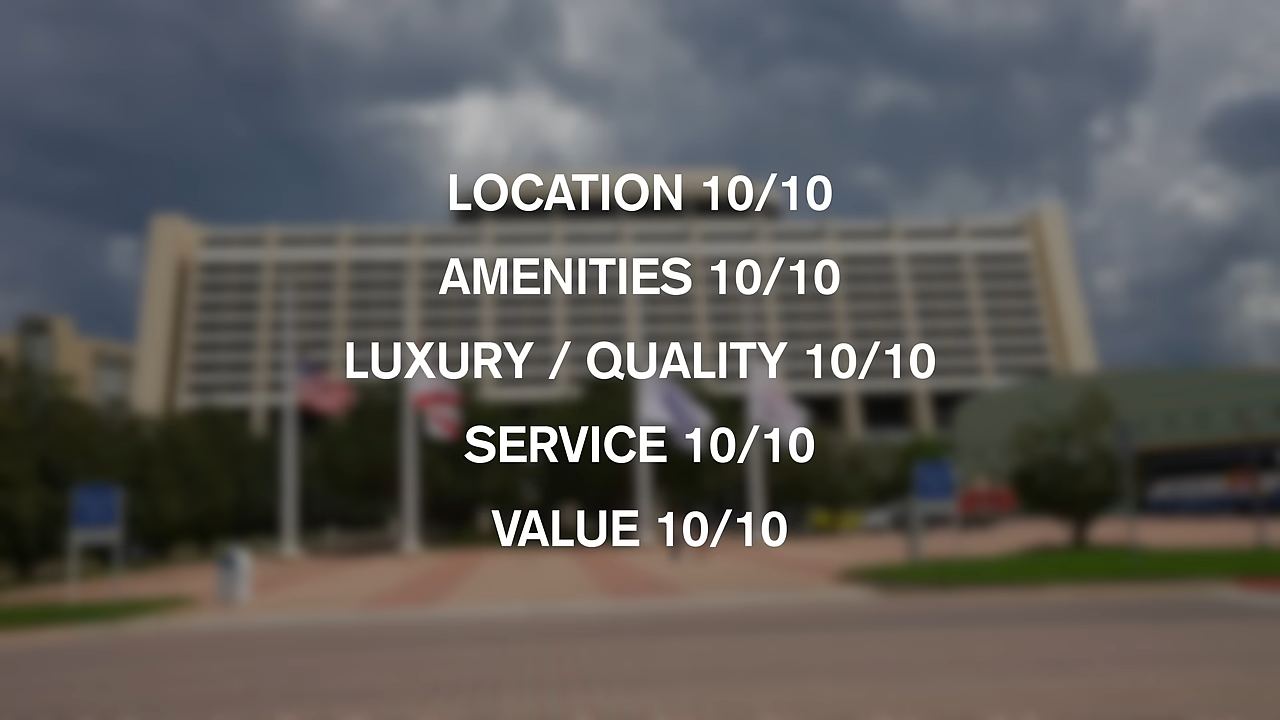 LOCATION 10/10
AMENITIES 10/10
LUXURY / QUALITY 10/10
SERVICE 10/10
VALUE 10/10